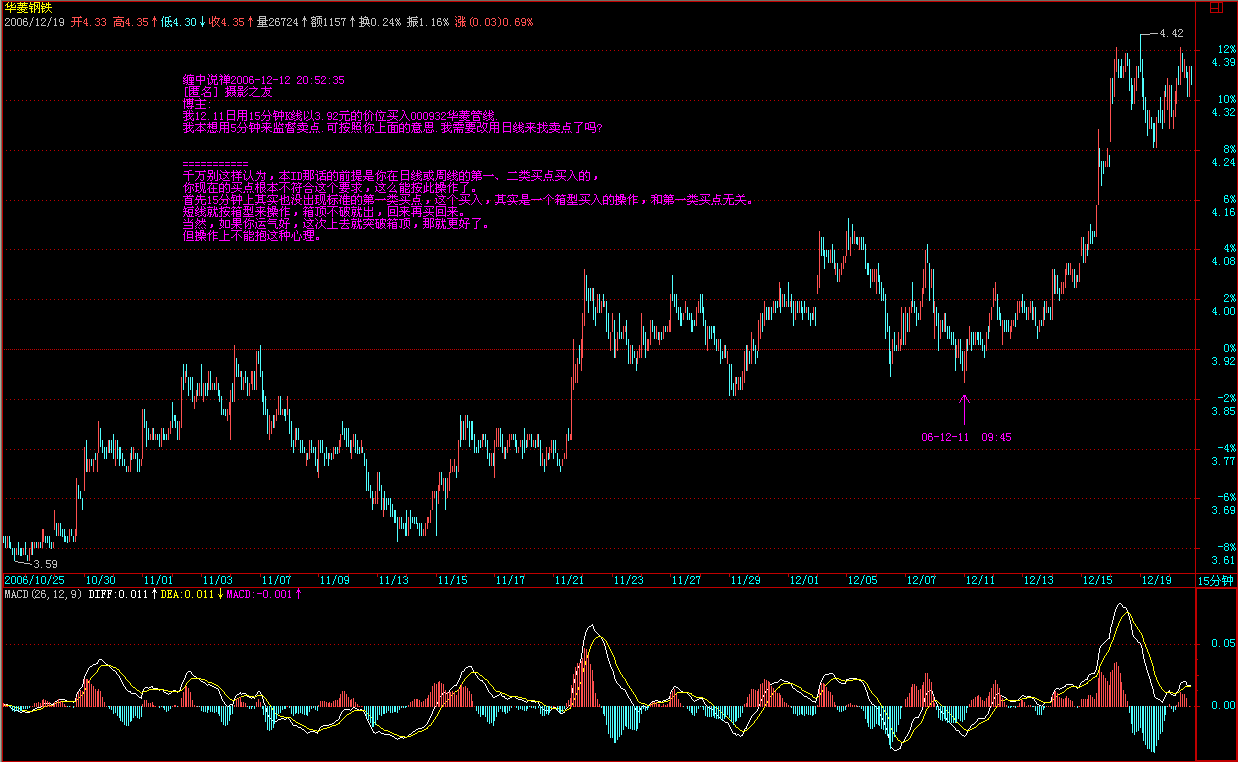 华菱钢铁
2006/12/19 开4.33 高4.35↑低4.30↓收4.35↑量26724↑额1157↑换0.24% 振1.16% 涨(0.03)0.69%
4.42
缠中说禅2006-12-12 20:52:35
[匿名] 摄影之友
博主:
我12.11日用15分钟K线以3.92元的价位买入000932华菱管线.
我本想用5分钟来监督卖点.可按照你上面的意思.我需要改用日线来找卖点了吗?
===========
千万别这样认为，本ID那话的前提是你在日线或周线的第一、二类买点买入的，
你现在的买点根本不符合这个要求，这么能按此操作了。
首先15分钟上其实也没出现标准的第一类买点，这个买入，其实是一个箱型买入的操作，和第一类买点无关。
短线就按箱型来操作，箱顶不破就出，回来再买回来。
当然，如果你运气好，这次上去就突破箱顶，那就更好了。
但操作上不能抱这种心理。
12%
4.39
10%
4.32
8%
4.24
6%
4.16
4%
4.08
2%
4.00
0%
3.92
-2%
3.85
-4%
3.77
-6%
3.69
-8%
3.61
06-12-11 09:45
3.59
2006/10/25 10/30 11/01 11/03 11/07 11/09 11/13 11/15 11/17 11/21 11/23 11/27 11/29 12/01 12/05 12/07 12/11 12/13 12/15 12/19 15分钟
MACD(26,12,9) DIFF:0.011↑DEA:0.011↓MACD:-0.001↑
0.05
0.00